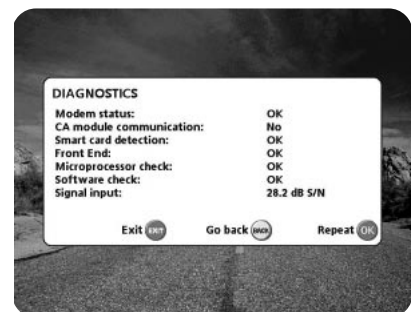 DIAGNOSTICS
Modem status: OK
CA module communication: No
Smart card detection: OK
Front End: OK
Microprocessor check: OK
Software check: OK
Signal input: 28.2 dB S/N
Exit EXIT Go back BACK Repeat OK